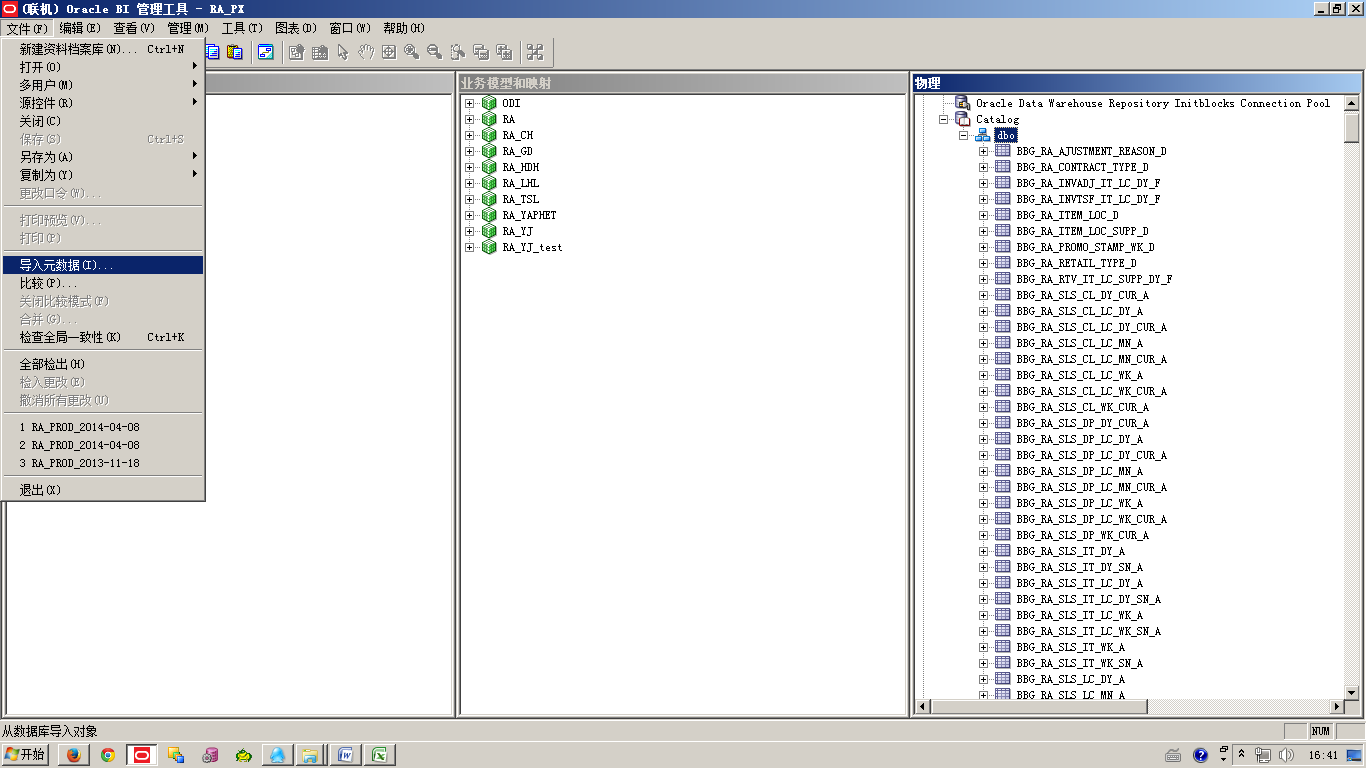 (联机) Oracle BI 管理工具 - RA_PX
文件(F) 编辑(E) 查看(V) 管理(M) 工具(T) 图表(D) 窗口(W) 帮助(H)
新建资料档案库(N)... Ctrl+N
打开(O)
多用户(M)
源控件(R)
关闭(C)
保存(S) Ctrl+S
另存为(A)
复制为(Y)
更改口令(W)...
打印预览(V)...
打印(P)
导入元数据(I)...
比较(P)...
关闭比较模式(F)
合并(G)...
检查全局一致性(K) Ctrl+K
全部检出(H)
检入更改(E)
撤消所有更改(U)
1 RA_PROD_2014-04-08
2 RA_PROD_2014-04-08
3 RA_PROD_2013-11-18
退出(X)
业务模型和映射
ODI
RA
RA_CH
RA_GD
RA_HDH
RA_LHL
RA_TSL
RA_YAPHET
RA_YJ
RA_YJ_test
物理
Oracle Data Warehouse Repository Initblocks Connection Pool
Catalog
dbo
BBG_RA_AJUSTMENT_REASON_D
BBG_RA_CONTRACT_TYPE_D
BBG_RA_INVADJ_IT_LC_DY_F
BBG_RA_INVTSF_IT_LC_DY_F
BBG_RA_ITEM_LOC_D
BBG_RA_ITEM_LOC_SUPP_D
BBG_RA_PROMO_STAMP_WK_D
BBG_RA_RETAIL_TYPE_D
BBG_RA_RTV_IT_LC_SUPP_DY_F
BBG_RA_SLS_CL_DY_CUR_A
BBG_RA_SLS_CL_LC_DY_A
BBG_RA_SLS_CL_LC_DY_CUR_A
BBG_RA_SLS_CL_LC_MN_A
BBG_RA_SLS_CL_LC_MN_CUR_A
BBG_RA_SLS_CL_LC_WK_A
BBG_RA_SLS_CL_LC_WK_CUR_A
BBG_RA_SLS_CL_WK_CUR_A
BBG_RA_SLS_DP_DY_CUR_A
BBG_RA_SLS_DP_LC_DY_A
BBG_RA_SLS_DP_LC_DY_CUR_A
BBG_RA_SLS_DP_LC_MN_A
BBG_RA_SLS_DP_LC_MN_CUR_A
BBG_RA_SLS_DP_LC_WK_A
BBG_RA_SLS_DP_LC_WK_CUR_A
BBG_RA_SLS_DP_WK_CUR_A
BBG_RA_SLS_IT_DY_A
BBG_RA_SLS_IT_DY_SN_A
BBG_RA_SLS_IT_LC_DY_A
BBG_RA_SLS_IT_LC_DY_SN_A
BBG_RA_SLS_IT_LC_WK_A
BBG_RA_SLS_IT_LC_WK_SN_A
BBG_RA_SLS_IT_WK_A
BBG_RA_SLS_IT_WK_SN_A
BBG_RA_SLS_LC_DY_A
BBG_RA_SLS_LC_MN_A
从数据库导入对象
NUM
开始
16:41